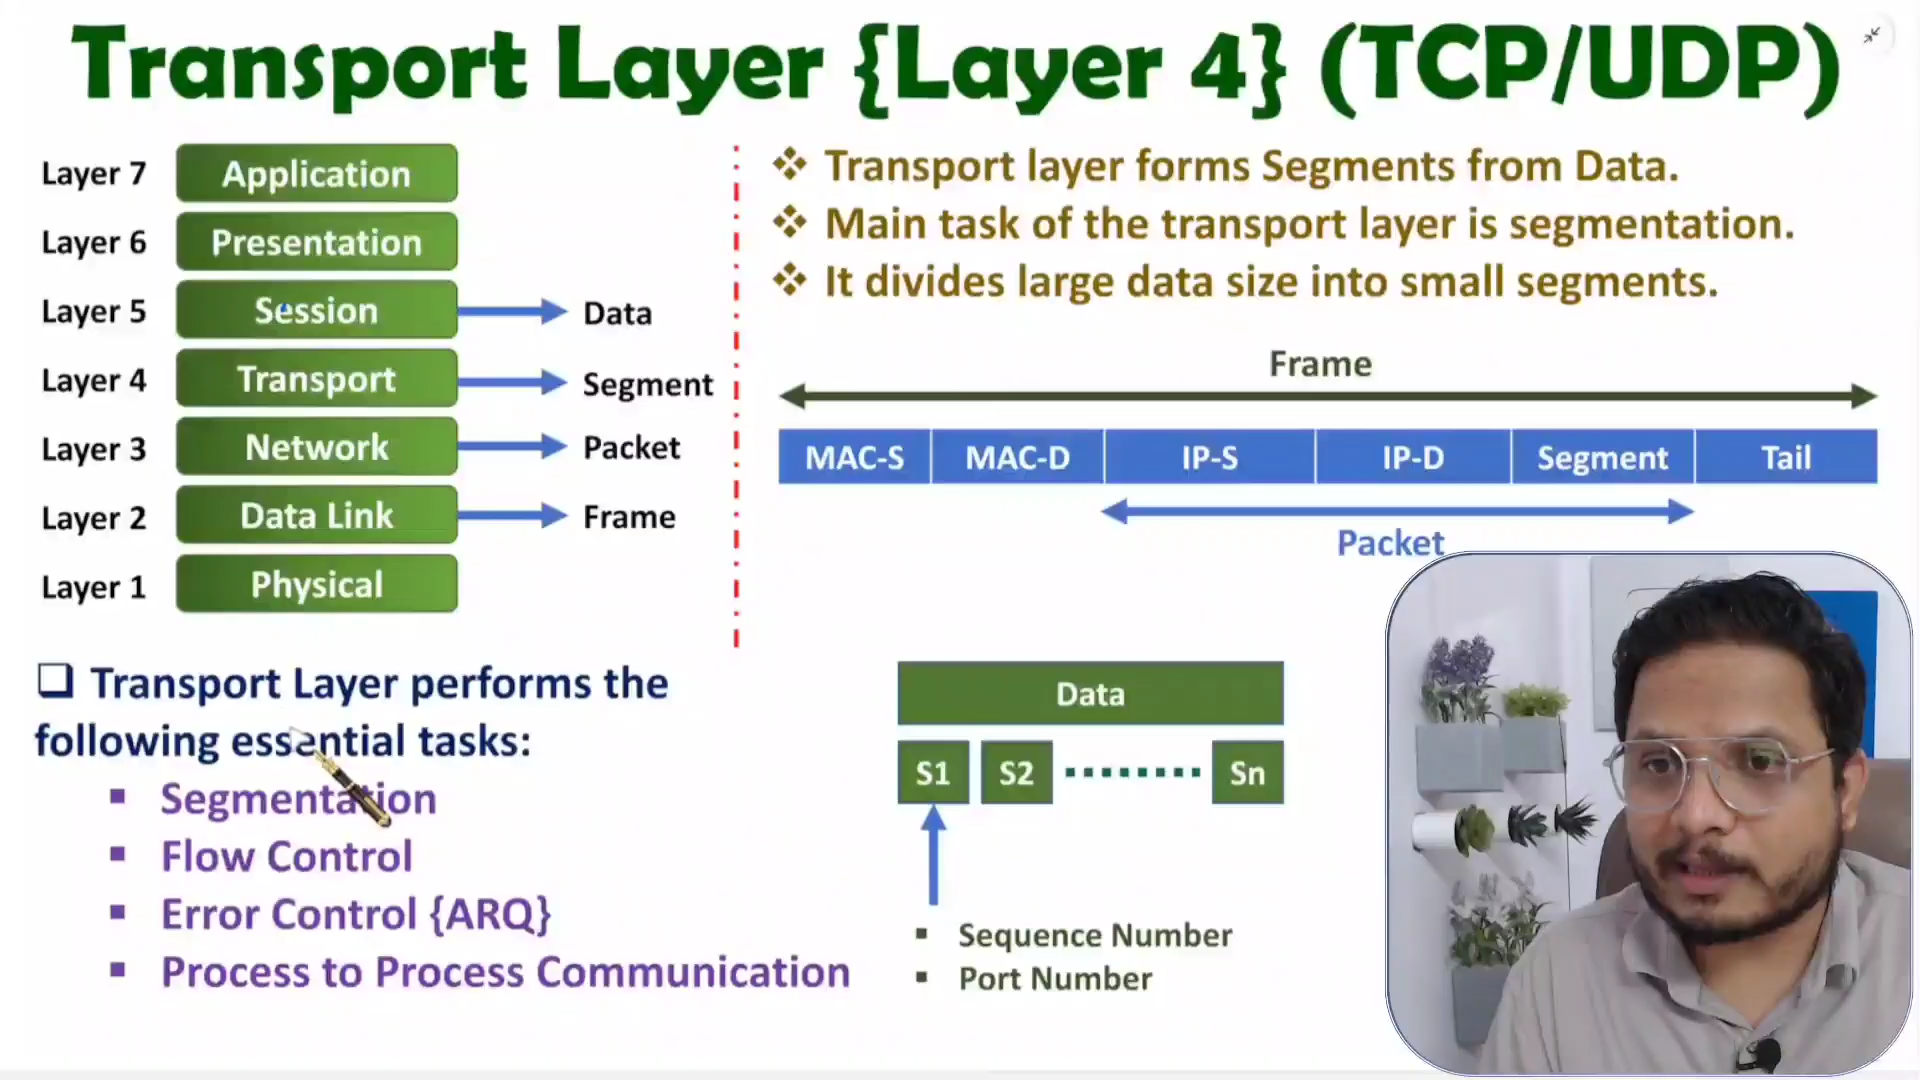 Transport Layer {Layer 4} (TCP/UDP)
Layer 7 Application
Layer 6 Presentation
Layer 5 Session Data
Layer 4 Transport Segment
Layer 3 Network Packet
Layer 2 Data Link Frame
Layer 1 Physical
Transport layer forms Segments from Data.
Main task of the transport layer is segmentation.
It divides large data size into small segments.
Frame
MAC-S MAC-D IP-S IP-D Segment Tail
Packet
Transport Layer performs the
following essential tasks:
Segmentation
Flow Control
Error Control {ARQ}
Process to Process Communication
Data
S1 S2 Sn
Sequence Number
Port Number